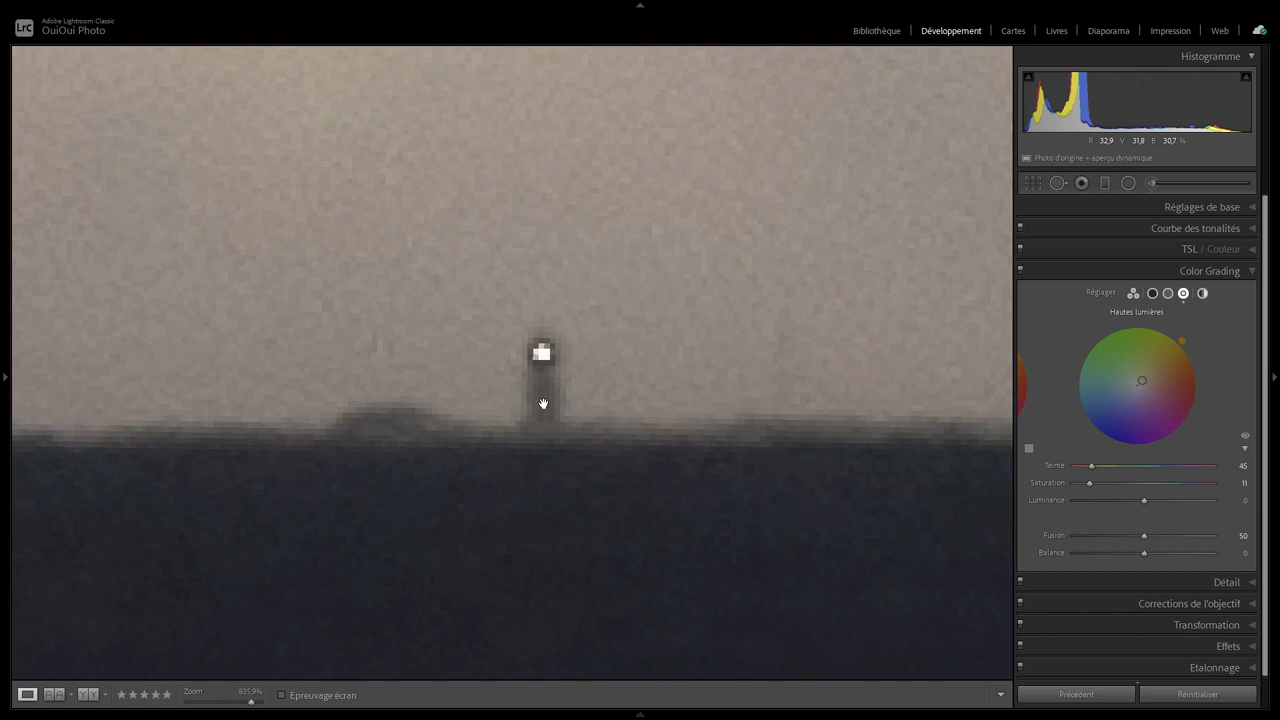 Lrc
Adobe Lightroom Classic
OuiOui Photo
Bibliothèque | Développement | Cartes | Livres | Diaporama | Impression | Web
Histogramme
R 32,9 V 31,8 B 30,7 %
Photo d'origine + aperçu dynamique
Réglages de base
Courbe des tonalités
TSL / Couleur
Color Grading
Réglages :
Hautes lumières
Teinte 45
Saturation 11
Luminance 0
Fusion 50
Balance 0
Détail
Corrections de l'objectif
Transformation
Effets
Etalonnage
Zoom 835,9% Epreuvage écran
Précédent Réinitialiser